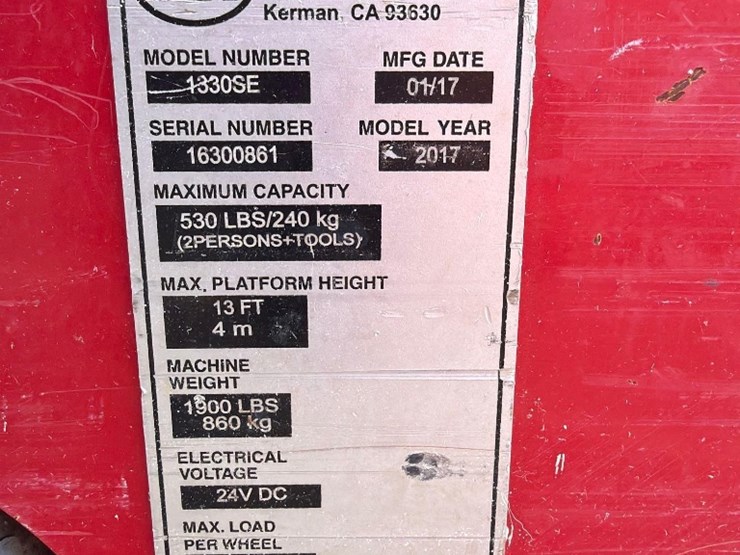 Kerman, CA 93630
MODEL NUMBER
1330SE
MFG DATE
01/17
SERIAL NUMBER
16300861
MODEL YEAR
2017
MAXIMUM CAPACITY
530 LBS/240 kg
(2PERSONS+TOOLS)
MAX. PLATFORM HEIGHT
13 FT
4 m
MACHINE
WEIGHT
1900 LBS
860 kg
ELECTRICAL
VOLTAGE
24V DC
MAX. LOAD
PER WHEEL